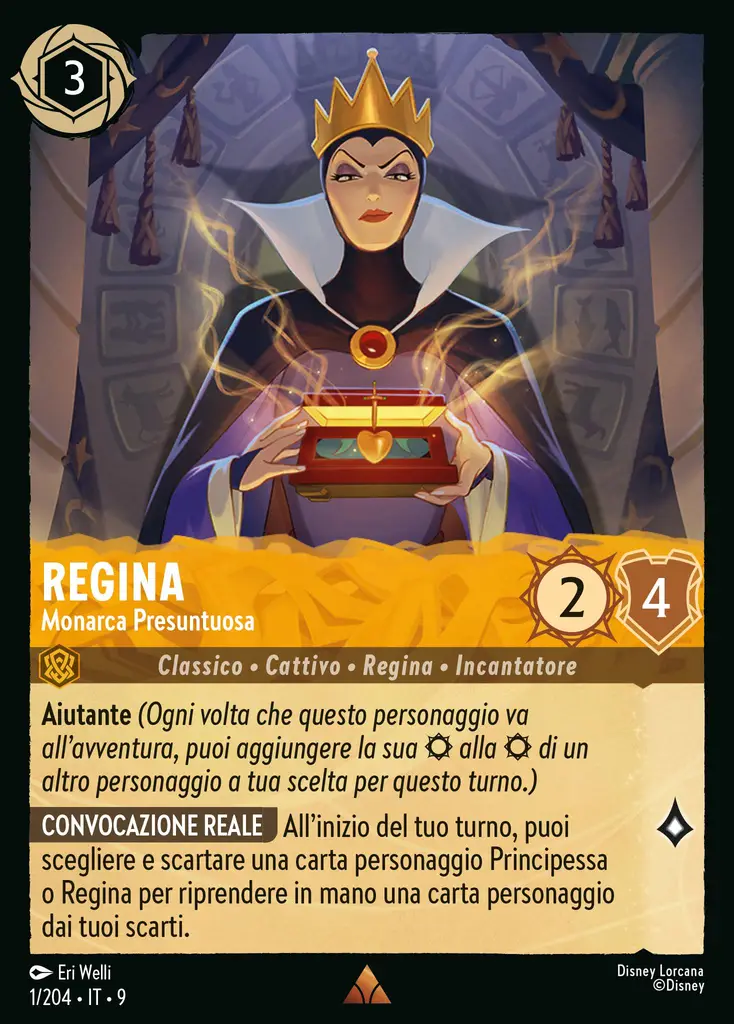 3
REGINA
Monarca Presuntuosa
2
4
Classico • Cattivo • Regina • Incantatore
Aiutante (Ogni volta che questo personaggio va
all'avventura, puoi aggiungere la sua alla di un
altro personaggio a tua scelta per questo turno.)
CONVOCAZIONE REALE All'inizio del tuo turno, puoi
scegliere e scartare una carta personaggio Principessa
o Regina per riprendere in mano una carta personaggio
dai tuoi scarti.
Eri Welli
1/204 • IT • 9
Disney Lorcana
©Disney